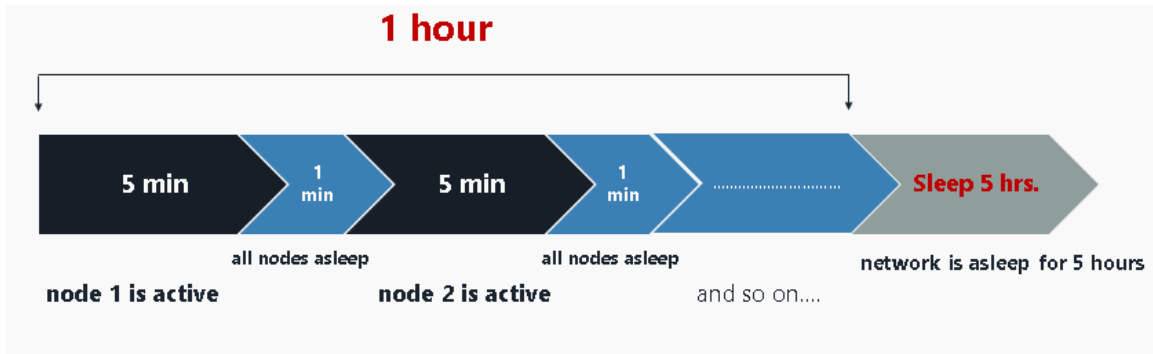 1 hour
5 min
1
min
5 min
1
min
................................
Sleep 5 hrs.
all nodes asleep
all nodes asleep
network is asleep for 5 hours
node 1 is active
node 2 is active
and so on....